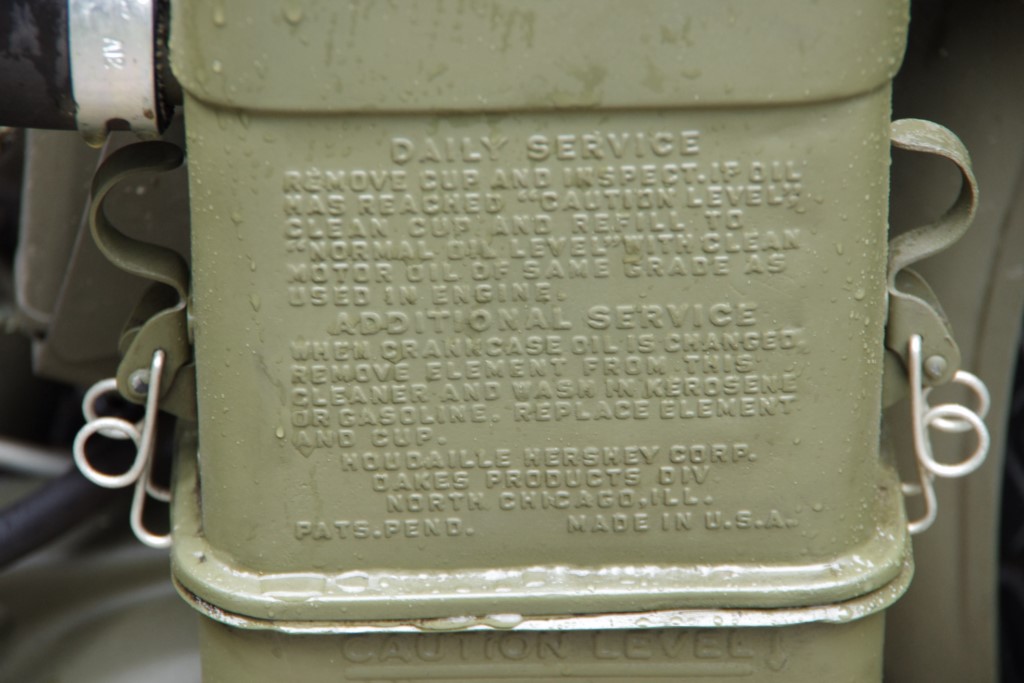 DAILY SERVICE
REMOVE CUP AND INSPECT. IF OIL
HAS REACHED "CAUTION LEVEL",
CLEAN CUP AND REFILL TO
"NORMAL OIL LEVEL" WITH CLEAN
MOTOR OIL OF SAME GRADE AS
USED IN ENGINE.
ADDITIONAL SERVICE
WHEN CRANKCASE OIL IS CHANGED,
REMOVE ELEMENT FROM THIS
CLEANER AND WASH IN KEROSENE
OR GASOLINE. REPLACE ELEMENT
AND CUP.
HOUDAILLE HERSHEY CORP.
OAKES PRODUCTS DIV
NORTH CHICAGO, ILL.
PATS. PEND. MADE IN U.S.A.
CAUTION LEVEL